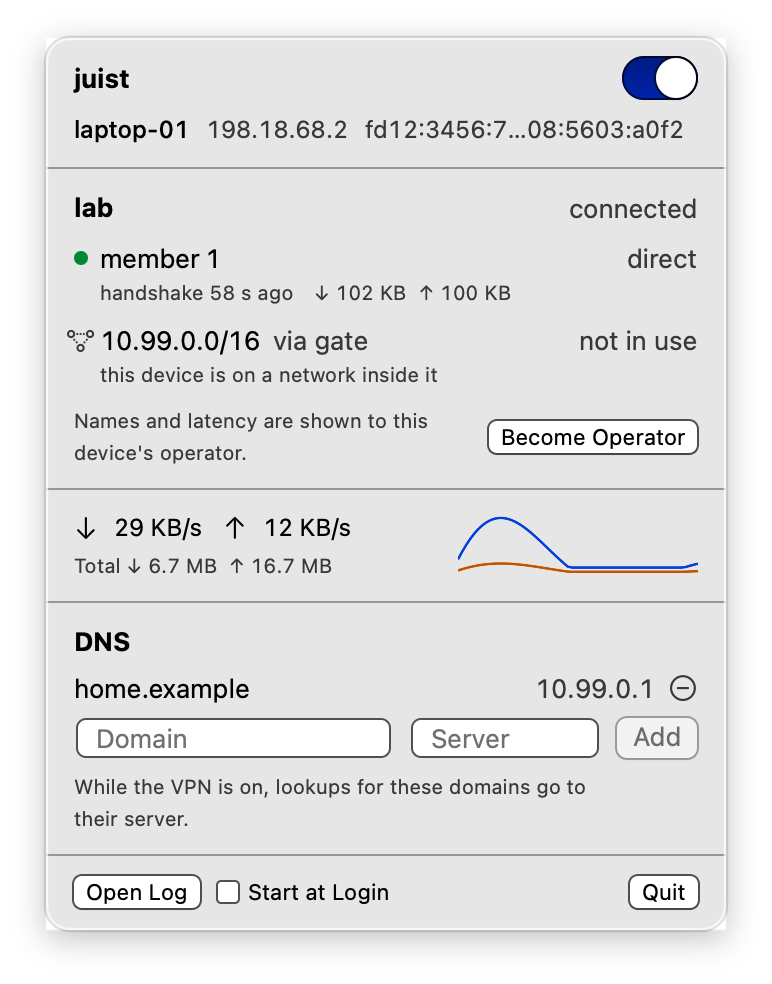 juist
laptop-01 198.18.68.2 fd12:3456:7...08:5603:a0f2
lab connected
member 1 direct
handshake 58 s ago ↓ 102 KB ↑ 100 KB
10.99.0.0/16 via gate not in use
this device is on a network inside it
Names and latency are shown to this
device's operator.
Become Operator
↓ 29 KB/s ↑ 12 KB/s
Total ↓ 6.7 MB ↑ 16.7 MB
DNS
home.example 10.99.0.1
Domain Server Add
While the VPN is on, lookups for these domains go to
their server.
Open Log Start at Login Quit